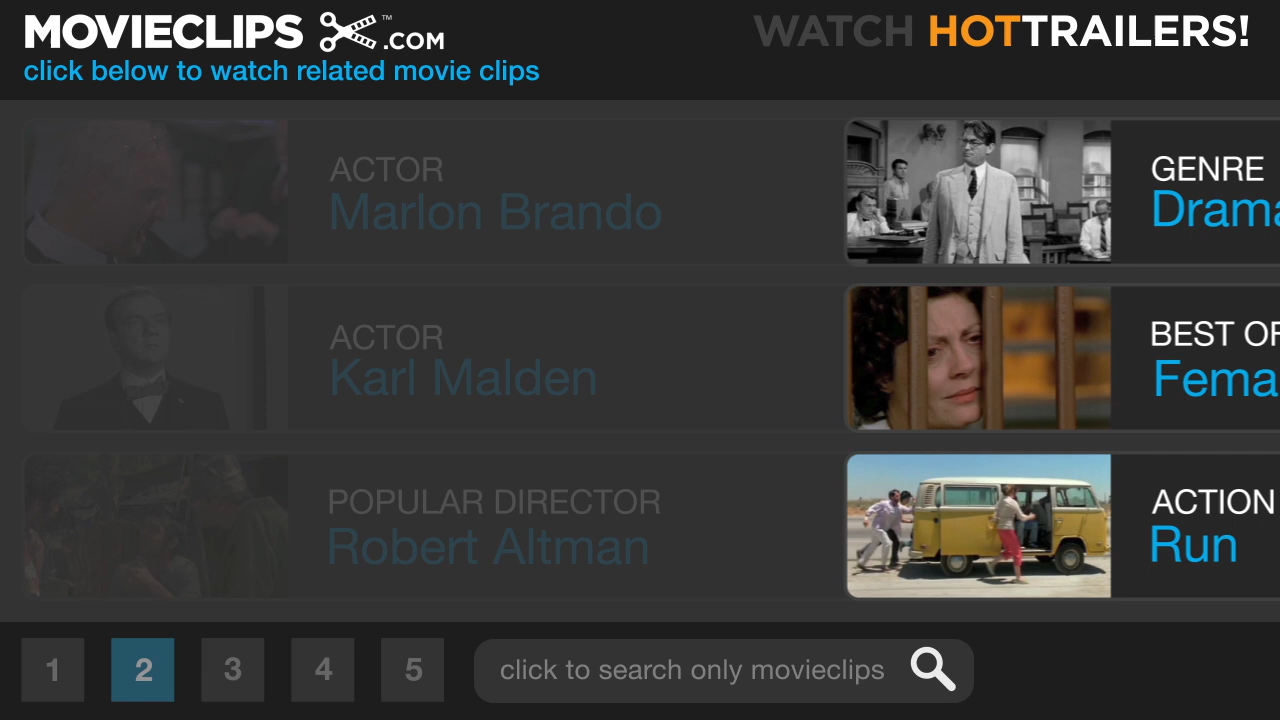 MOVIECLIPS ™ .COM
WATCH HOTTRAILERS!
click below to watch related movie clips
ACTOR
Marlon Brando
GENRE
Drama
ACTOR
Karl Malden
BEST OF
Fema
POPULAR DIRECTOR
Robert Altman
ACTION
Run
1 2 3 4 5
click to search only movieclips